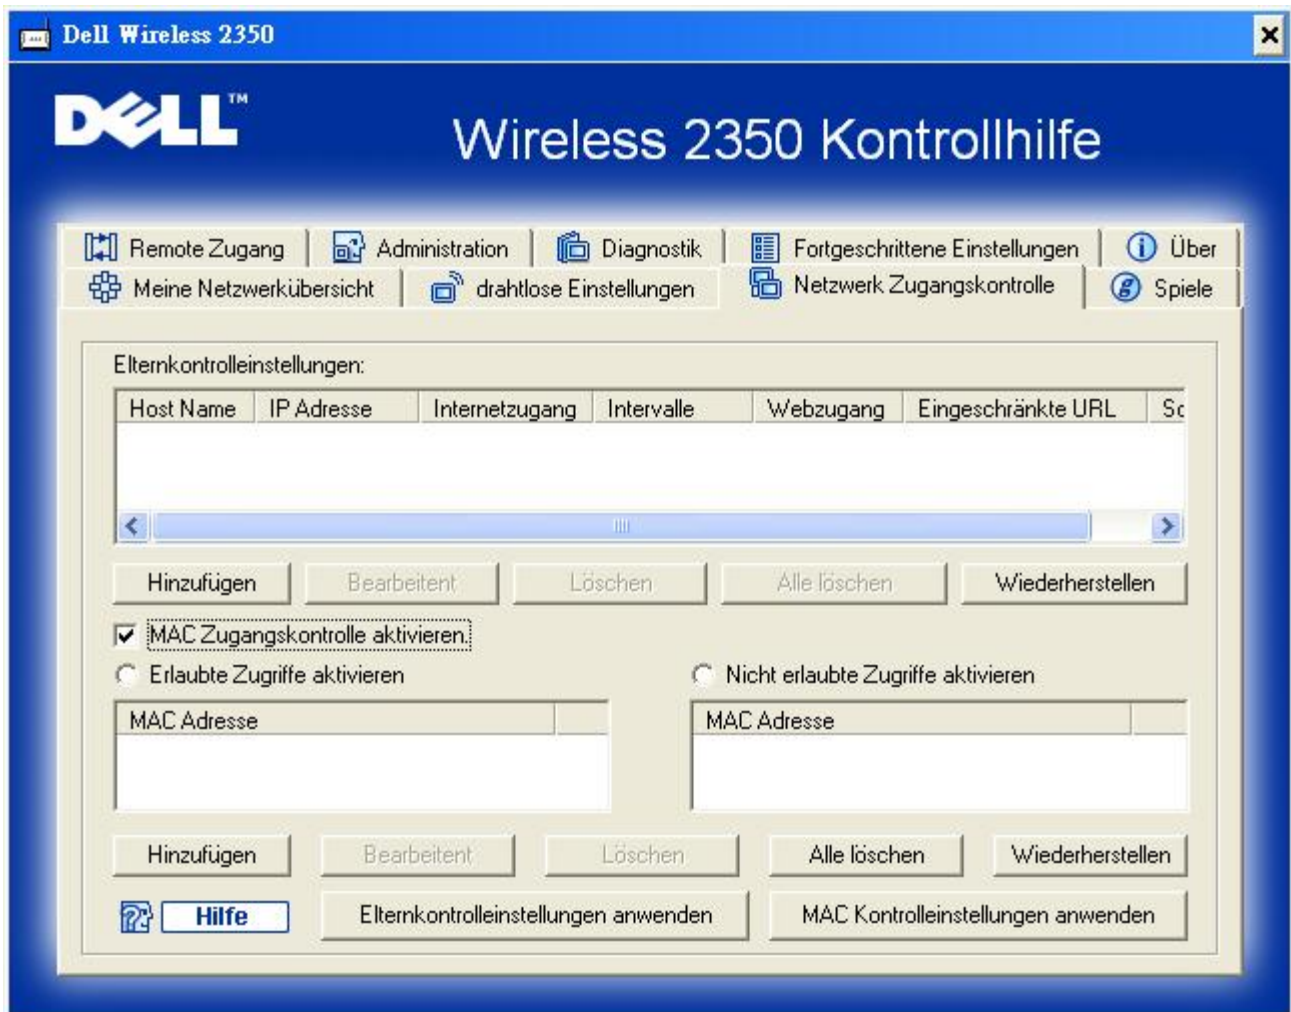 Dell Wireless 2350
DELL™
Wireless 2350 Kontrollhilfe
Remote Zugang Administration Diagnostik Fortgeschrittene Einstellungen Über
Meine Netzwerkübersicht drahtlose Einstellungen Netzwerk Zugangskontrolle Spiele
Elternkontrolleinstellungen:
Host Name IP Adresse Internetzugang Intervalle Webzugang Eingeschränkte URL Sc
Hinzufügen Bearbeitent Löschen Alle löschen Wiederherstellen
MAC Zugangskontrolle aktivieren.
Erlaubte Zugriffe aktivieren Nicht erlaubte Zugriffe aktivieren
MAC Adresse MAC Adresse
Hinzufügen Bearbeitent Löschen Alle löschen Wiederherstellen
Hilfe Elternkontrolleinstellungen anwenden MAC Kontrolleinstellungen anwenden